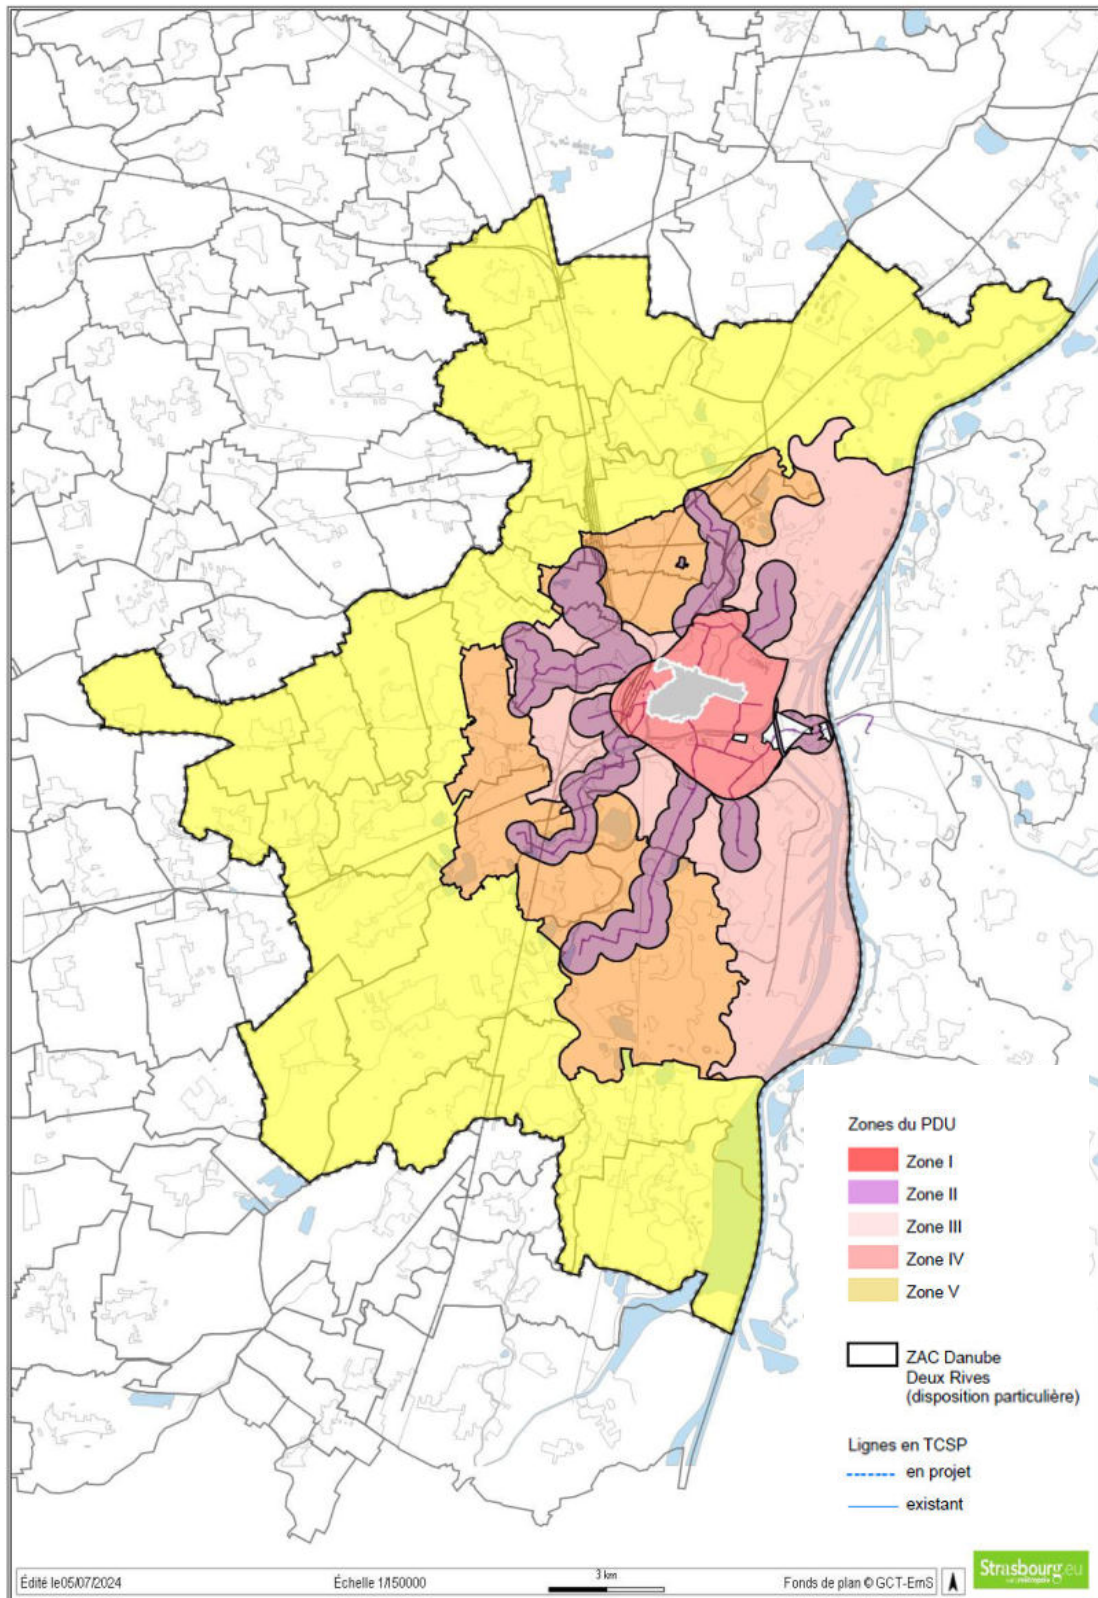 Zones du PDU
Zone I
Zone II
Zone III
Zone IV
Zone V
ZAC Danube
Deux Rives
(disposition particulière)
Lignes en TCSP
en projet
existant
Édité le05/07/2024
Échelle 1/150000
3 km
Fonds de plan © GCT-EmS
Strasbourg.eu